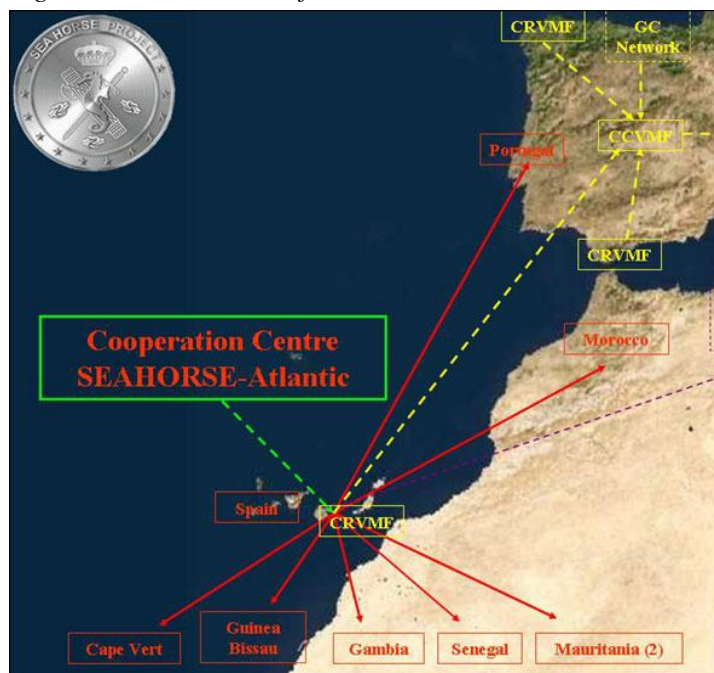 SEAHORSE PROJECT
CRVMF
GC
Network
CCVMF
Portugal
CRVMF
Cooperation Centre
SEAHORSE-Atlantic
Morocco
Spain
CRVMF
Cape Vert
Guinea
Bissau
Gambia
Senegal
Mauritania (2)